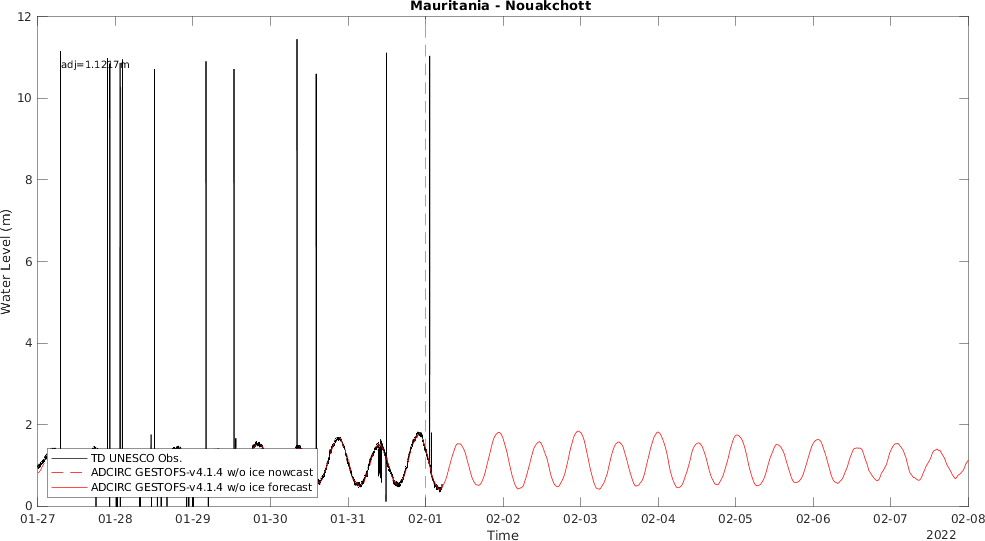 Mauritania - Nouakchott
12
10
8
6
4
2
0
Water Level (m)
adj=1.1217m
TD UNESCO Obs.
ADCIRC GESTOFS-v4.1.4 w/o ice nowcast
ADCIRC GESTOFS-v4.1.4 w/o ice forecast
01-27 01-28 01-29 01-30 01-31 02-01 02-02 02-03 02-04 02-05 02-06 02-07 02-08
Time
2022